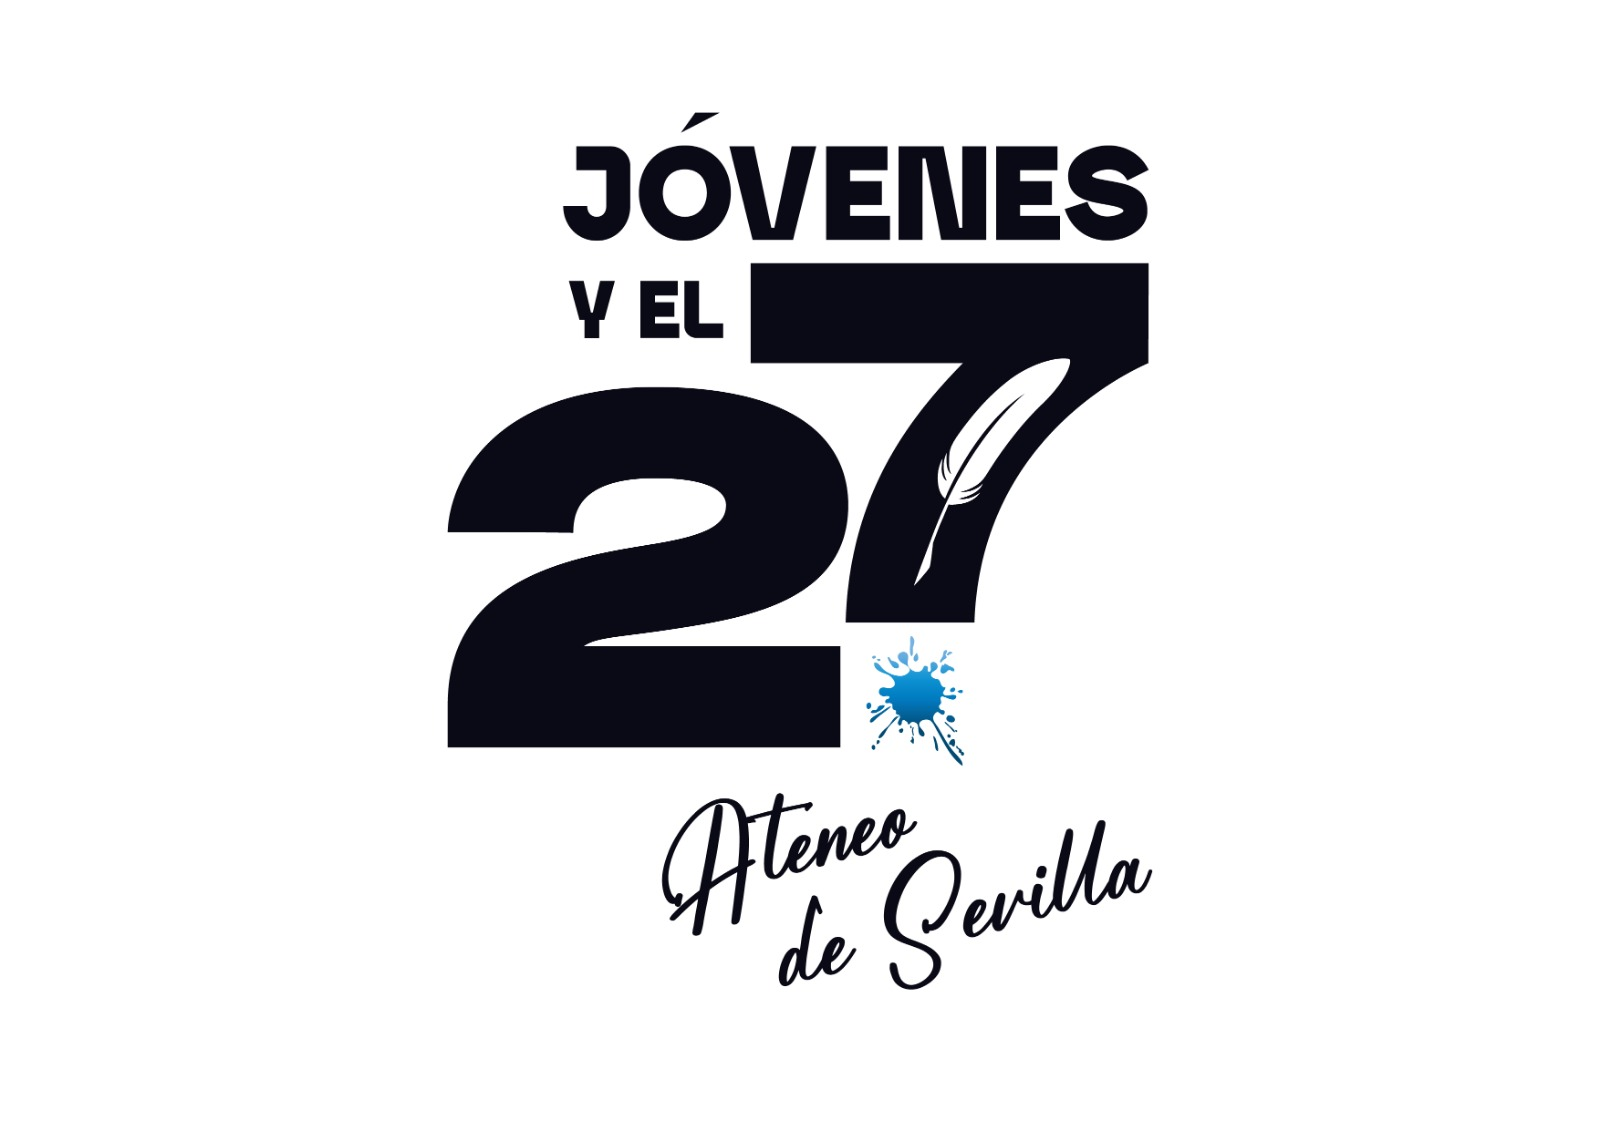 JÓVENES
Y EL
27
Ateneo
de Sevilla